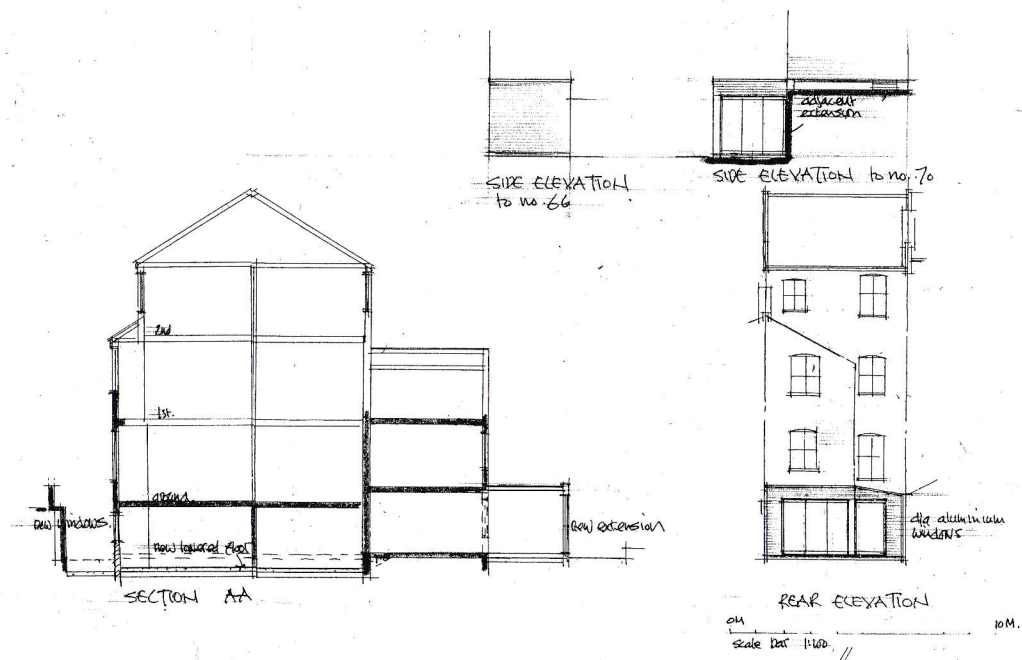 adjacent
extension
SIDE ELEVATION
to no. 66
SIDE ELEVATION to no. 70
2nd
1st.
ground
new windows.
new lowered floor
new extension
SECTION AA
d/g aluminium
windows
REAR ELEVATION
0M
10M.
scale bar 1:100